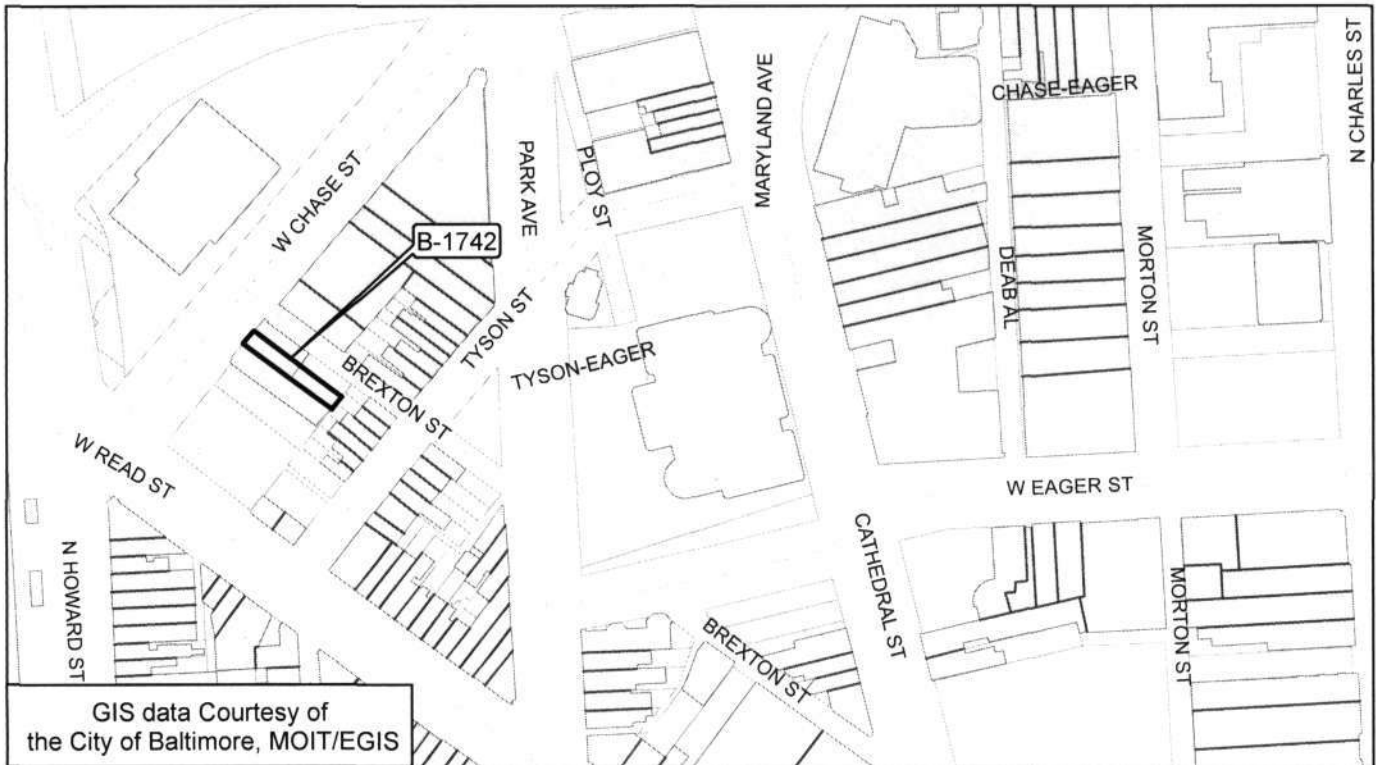 CHASE-EAGER
N CHARLES ST
MARYLAND AVE
W CHASE ST
PARK AVE
PLOY ST
B-1742
DEAB AL
MORTON ST
TYSON ST
TYSON-EAGER
BREXTON ST
W READ ST
W EAGER ST
N HOWARD ST
CATHEDRAL ST
BREXTON ST
MORTON ST
GIS data Courtesy of
the City of Baltimore, MOIT/EGIS